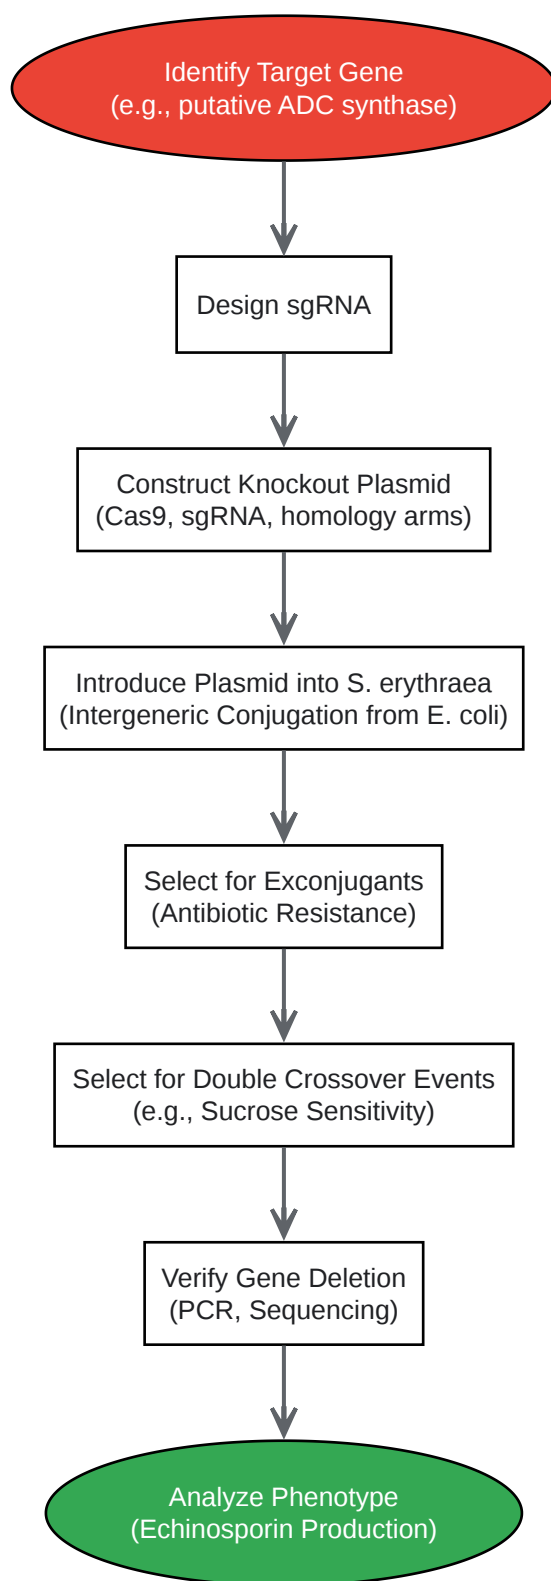 Identify Target Gene
(e.g., putative ADC synthase)
Design sgRNA
Construct Knockout Plasmid
(Cas9, sgRNA, homology arms)
Introduce Plasmid into S. erythraea
(Intergeneric Conjugation from E. coli)
Select for Exconjugants
(Antibiotic Resistance)
Select for Double Crossover Events
(e.g., Sucrose Sensitivity)
Verify Gene Deletion
(PCR, Sequencing)
Analyze Phenotype
(Echinosporin Production)